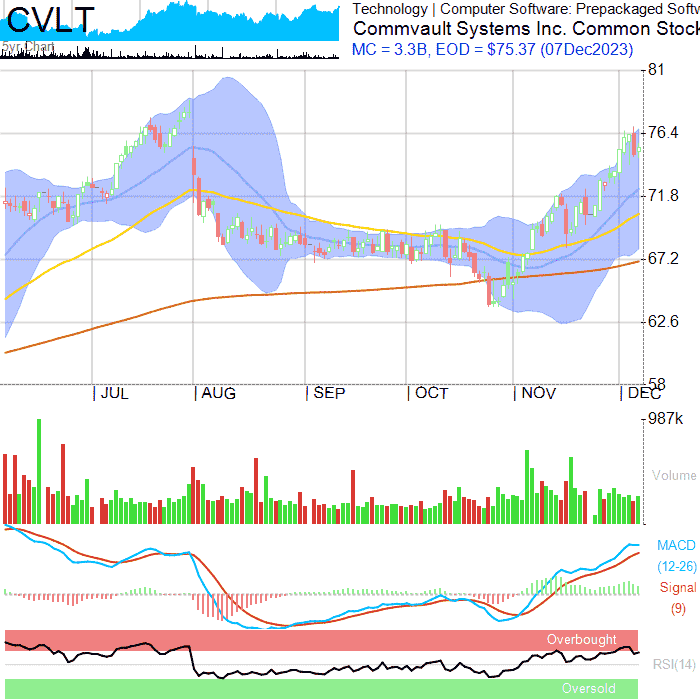 CVLT
5yr Chart
Technology | Computer Software: Prepackaged Softw
Commvault Systems Inc. Common Stock
MC = 3.3B, EOD = $75.37 (07Dec2023)
81
76.4
71.8
67.2
62.6
58
JUL AUG SEP OCT NOV DEC
987k
Volume
MACD
(12-26)
Signal
(9)
Overbought
RSI(14)
Oversold